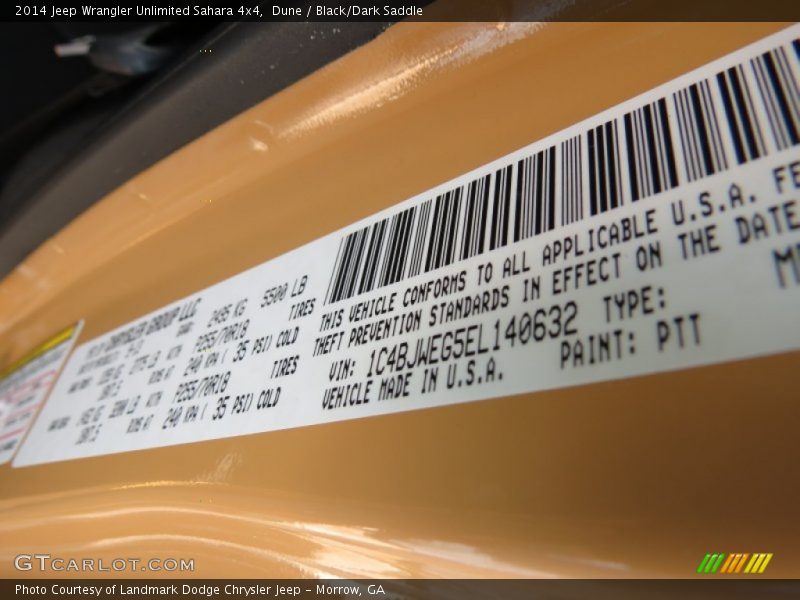 2014 Jeep Wrangler Unlimited Sahara 4x4, Dune / Black/Dark Saddle
CHRYSLER GROUP LLC
2495 KG 5500 LB
TIRES
P255/70R18
240 KPA ( 35 PSI) COLD
TIRES
P255/70R18
240 KPA ( 35 PSI) COLD
THIS VEHICLE CONFORMS TO ALL APPLICABLE U.S.A. FE
THEFT PREVENTION STANDARDS IN EFFECT ON THE DATE
VIN: 1C4BJWEG5EL140632 TYPE:
VEHICLE MADE IN U.S.A. PAINT: PTT
GTCARLOT.COM
Photo Courtesy of Landmark Dodge Chrysler Jeep - Morrow, GA